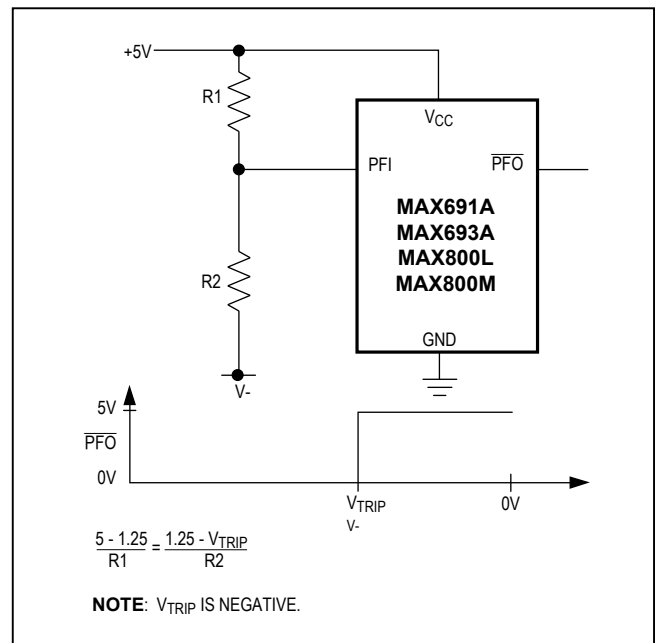 +5V
R1
VCC
PFI
PFO
MAX691A
MAX693A
MAX800L
MAX800M
R2
GND
V-
5V
PFO
0V
VTRIP
0V
V-
5 - 1.25
R1
=
1.25 - VTRIP
R2
NOTE: VTRIP IS NEGATIVE.